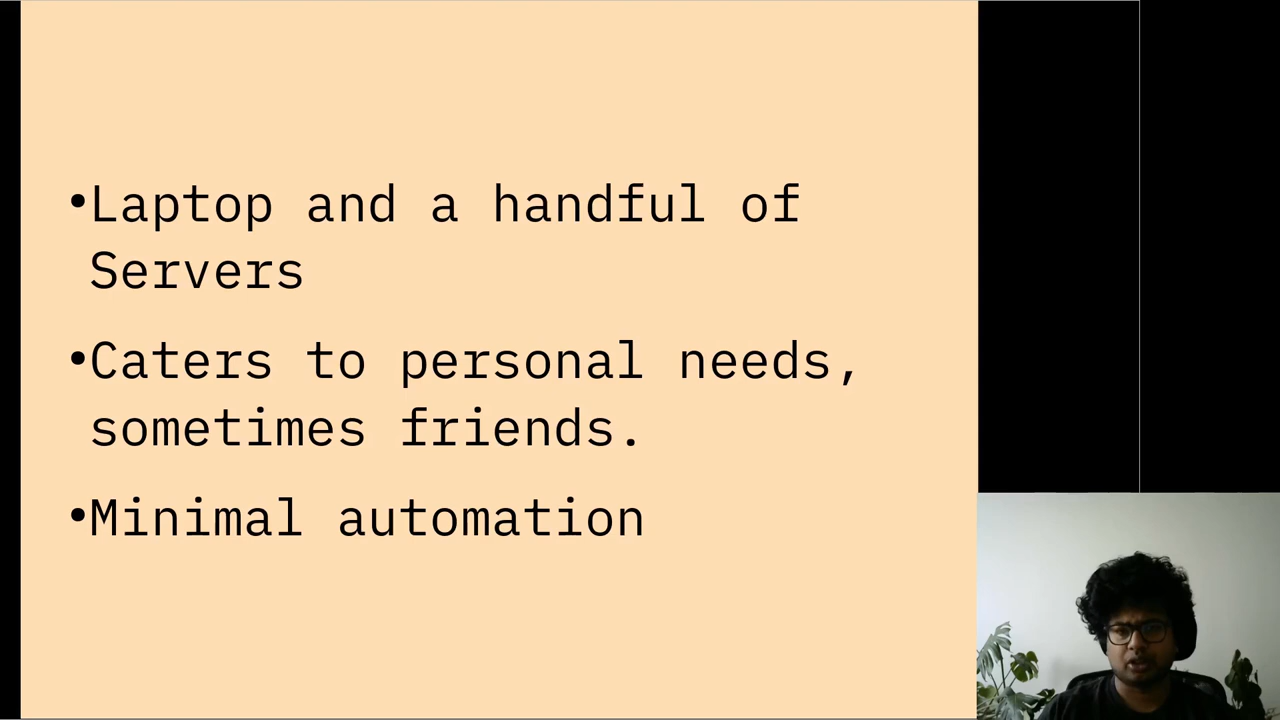 •Laptop and a handful of
Servers
•Caters to personal needs,
sometimes friends.
•Minimal automation